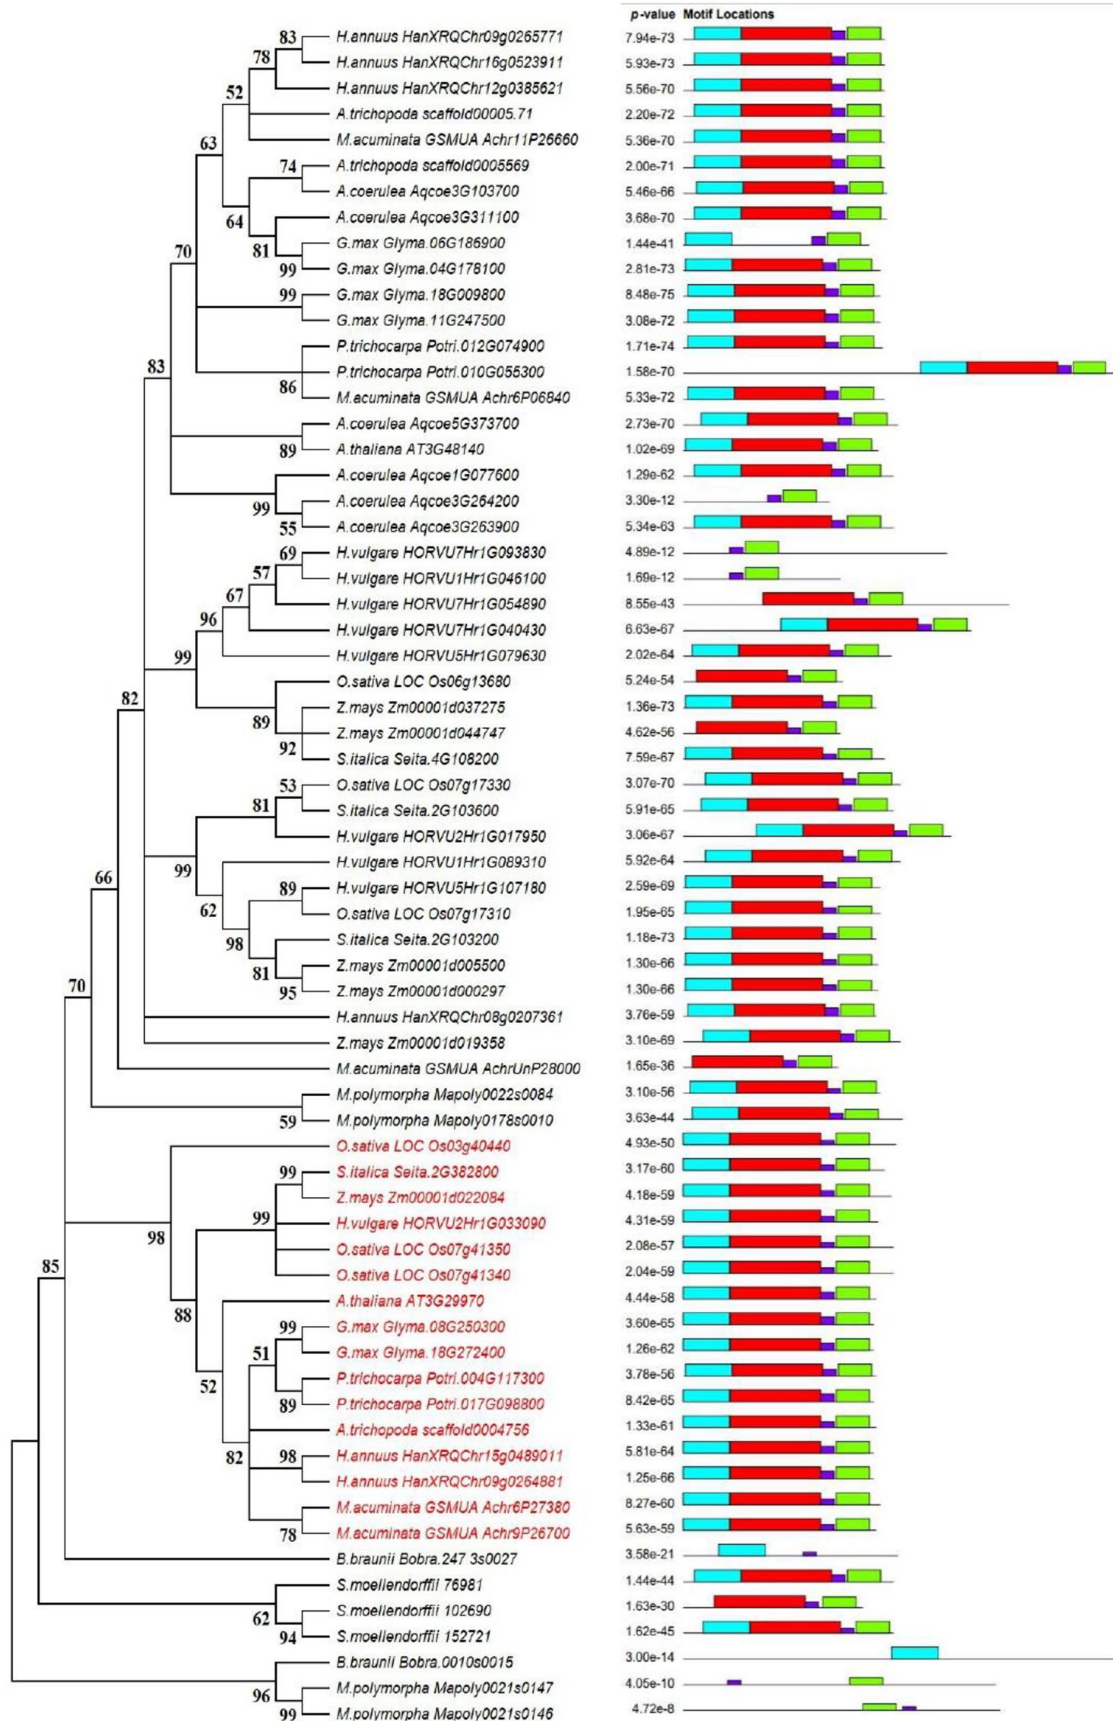 p-value Motif Locations
83 H.annuus HanXRQChr09g0265771 7.94e-73
78 H.annuus HanXRQChr16g0523911 5.93e-73
H.annuus HanXRQChr12g0385621 5.56e-70
52 A.trichopoda scaffold00005.71 2.20e-72
M.acuminata GSMUA Achr11P26660 5.36e-70
63 74 A.trichopoda scaffold0005569 2.00e-71
A.coerulea Aqcoe3G103700 5.46e-66
64 A.coerulea Aqcoe3G311100 3.68e-70
70 81 G.max Glyma.06G186900 1.44e-41
99 G.max Glyma.04G178100 2.81e-73
99 G.max Glyma.18G009800 8.48e-75
G.max Glyma.11G247500 3.08e-72
P.trichocarpa Potri.012G074900 1.71e-74
83 86 P.trichocarpa Potri.010G055300 1.58e-70
M.acuminata GSMUA Achr6P06840 5.33e-72
A.coerulea Aqcoe5G373700 2.73e-70
89 A.thaliana AT3G48140 1.02e-69
A.coerulea Aqcoe1G077600 1.29e-62
99 A.coerulea Aqcoe3G264200 3.30e-12
55 A.coerulea Aqcoe3G263900 5.34e-63
69 H.vulgare HORVU7Hr1G093830 4.89e-12
57 H.vulgare HORVU1Hr1G046100 1.69e-12
67 H.vulgare HORVU7Hr1G054890 8.55e-43
96 H.vulgare HORVU7Hr1G040430 6.63e-67
99 H.vulgare HORVU5Hr1G079630 2.02e-64
O.sativa LOC Os06g13680 5.24e-54
82 89 Z.mays Zm00001d037275 1.36e-73
Z.mays Zm00001d044747 4.62e-56
92 S.italica Seita.4G108200 7.59e-67
53 O.sativa LOC Os07g17330 3.07e-70
81 S.italica Seita.2G103600 5.91e-65
H.vulgare HORVU2Hr1G017950 3.06e-67
99 H.vulgare HORVU1Hr1G089310 5.92e-64
66 62 89 H.vulgare HORVU5Hr1G107180 2.59e-69
O.sativa LOC Os07g17310 1.95e-65
98 S.italica Seita.2G103200 1.18e-73
81 Z.mays Zm00001d005500 1.30e-66
70 95 Z.mays Zm00001d000297 1.30e-66
H.annuus HanXRQChr08g0207361 3.76e-59
Z.mays Zm00001d019358 3.10e-69
M.acuminata GSMUA AchrUnP28000 1.65e-36
M.polymorpha Mapoly0022s0084 3.10e-56
59 M.polymorpha Mapoly0178s0010 3.63e-44
O.sativa LOC Os03g40440 4.93e-50
99 S.italica Seita.2G382800 3.17e-60
Z.mays Zm00001d022084 4.18e-59
98 99 H.vulgare HORVU2Hr1G033090 4.31e-59
O.sativa LOC Os07g41350 2.08e-57
85 O.sativa LOC Os07g41340 2.04e-59
88 A.thaliana AT3G29970 4.44e-58
99 G.max Glyma.08G250300 3.60e-65
51 G.max Glyma.18G272400 1.26e-62
52 P.trichocarpa Potri.004G117300 3.78e-56
89 P.trichocarpa Potri.017G098800 8.42e-65
A.trichopoda scaffold0004756 1.33e-61
82 98 H.annuus HanXRQChr15g0489011 5.81e-64
H.annuus HanXRQChr09g0264881 1.25e-66
M.acuminata GSMUA Achr6P27380 8.27e-60
78 M.acuminata GSMUA Achr9P26700 5.63e-59
B.braunii Bobra.247 3s0027 3.58e-21
S.moellendorffii 76981 1.44e-44
62 S.moellendorffii 102690 1.63e-30
94 S.moellendorffii 152721 1.62e-45
B.braunii Bobra.0010s0015 3.00e-14
96 M.polymorpha Mapoly0021s0147 4.05e-10
99 M.polymorpha Mapoly0021s0146 4.72e-8